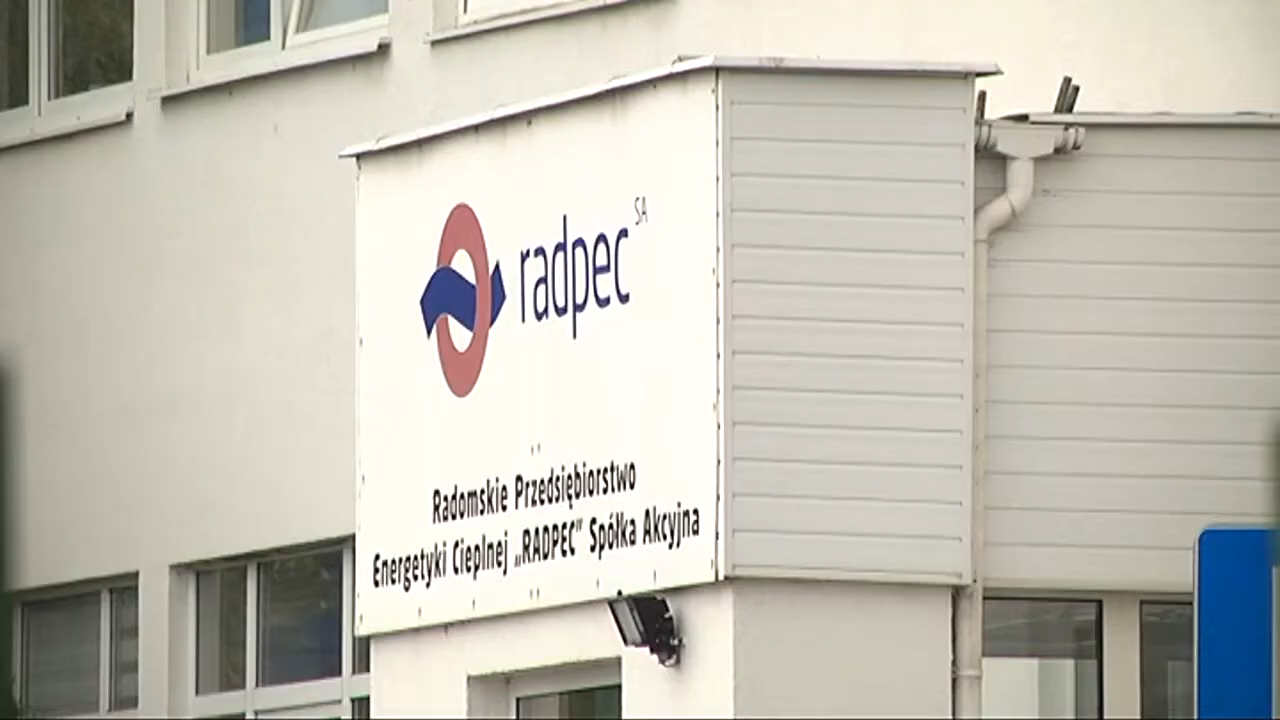 radpec SA
Radomskie Przedsiębiorstwo
Energetyki Cieplnej „RADPEC” Spółka Akcyjna